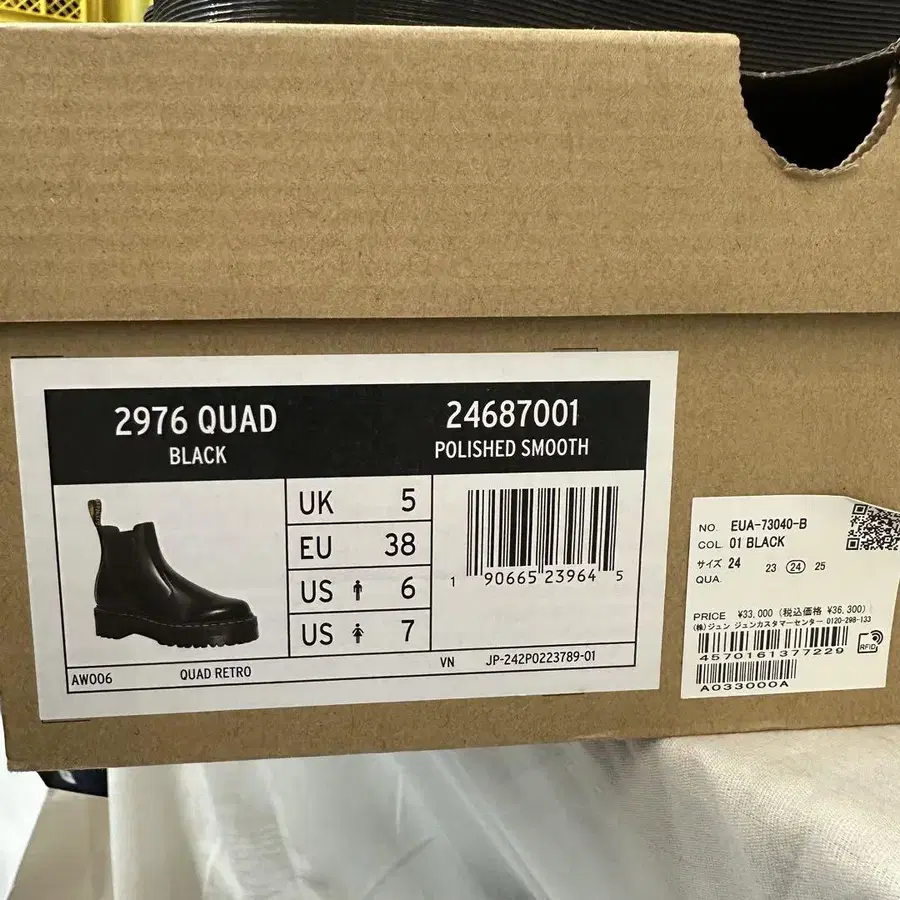 2976 QUAD
BLACK
24687001
POLISHED SMOOTH
UK 5
EU 38
US 6
US 7
1 90665 23964 5
AW006
QUAD RETRO
VN
JP-242P0223789-01
NO. EUA-73040-B
COL. 01 BLACK
サイズ 24 23 24 25
QUA.
PRICE ¥33,000 (税込価格 ¥36,300)
(株)ジュン ジュンカスタマーセンター 0120-298-133
4570161377229
RFID
A033000A